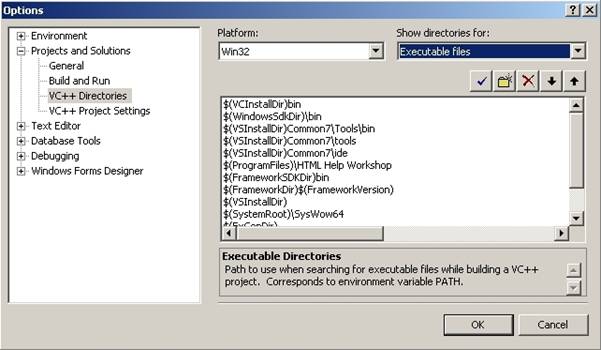 Options
Environment
Projects and Solutions
General
Build and Run
VC++ Directories
VC++ Project Settings
Text Editor
Database Tools
Debugging
Windows Forms Designer
Platform:
Show directories for:
Win32
Executable files
$(VCInstallDir)bin
$(WindowsSdkDir)\bin
$(VSInstallDir)Common7\Tools\bin
$(VSInstallDir)Common7\tools
$(VSInstallDir)Common7\ide
$(ProgramFiles)\HTML Help Workshop
$(FrameworkSDKDir)bin
$(FrameworkDir)$(FrameworkVersion)
$(VSInstallDir)
$(SystemRoot)\SysWow64
Executable Directories
Path to use when searching for executable files while building a VC++
project. Corresponds to environment variable PATH.
OK
Cancel